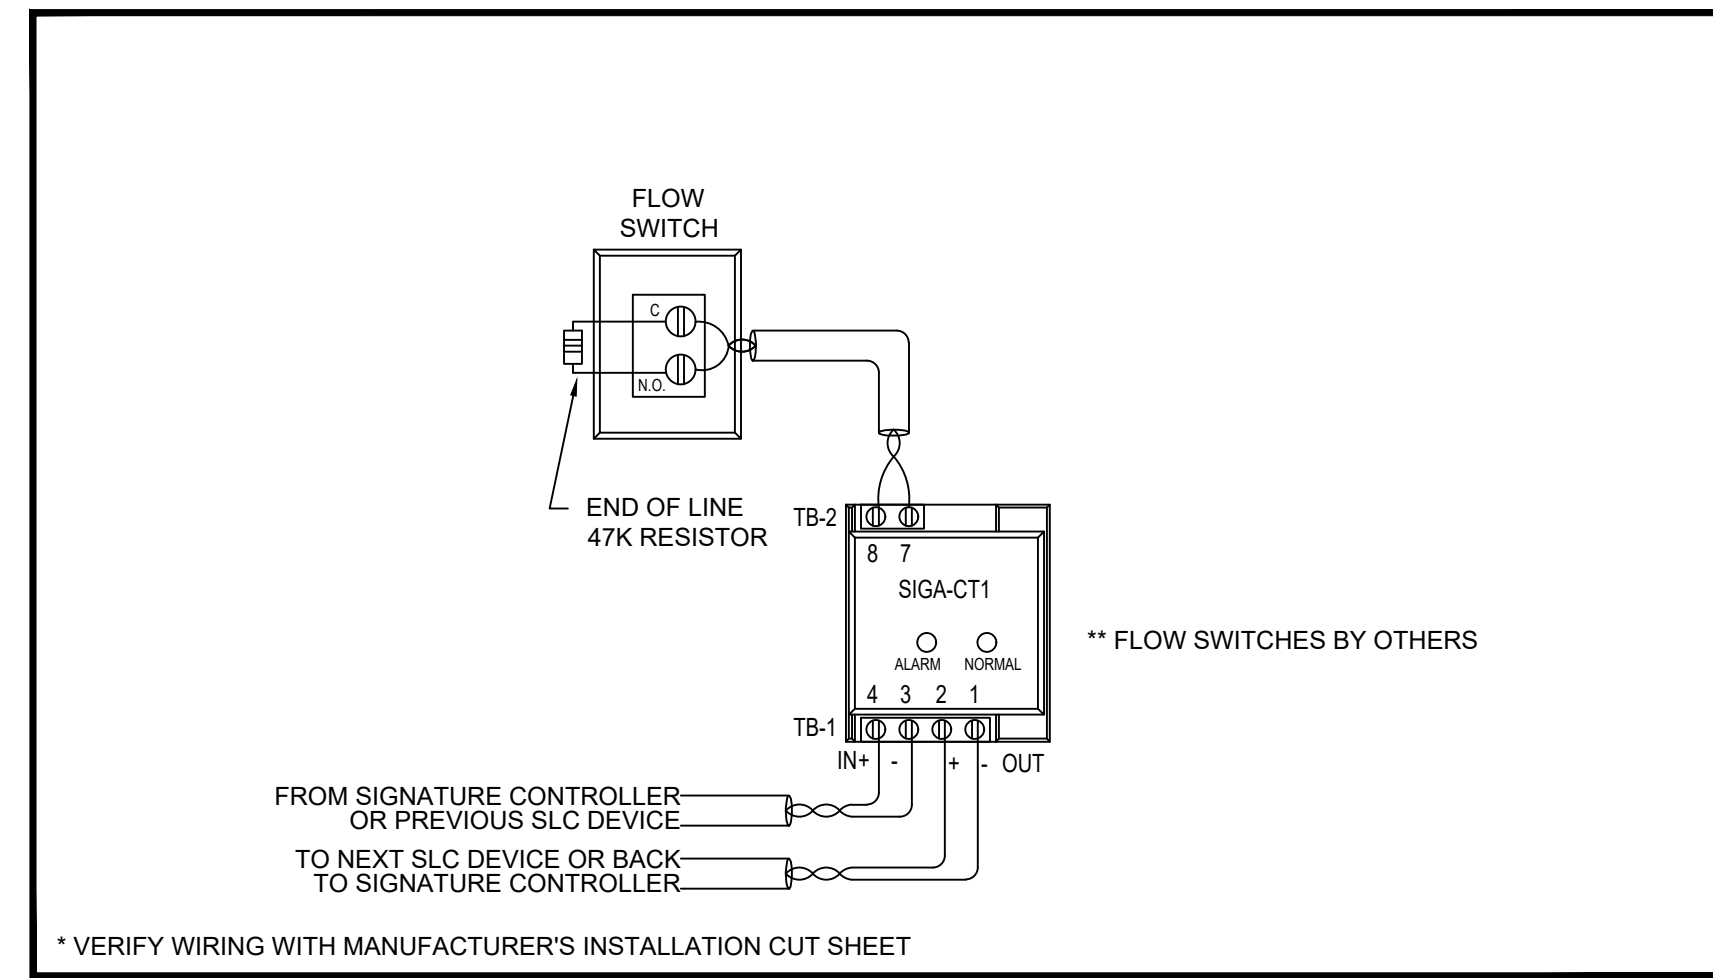 FLOW
SWITCH
C
N.O.
END OF LINE
47K RESISTOR
TB-2
8 7
SIGA-CT1
ALARM NORMAL
** FLOW SWITCHES BY OTHERS
4 3 2 1
TB-1
IN+ - + - OUT
FROM SIGNATURE CONTROLLER
OR PREVIOUS SLC DEVICE
TO NEXT SLC DEVICE OR BACK
TO SIGNATURE CONTROLLER
* VERIFY WIRING WITH MANUFACTURER'S INSTALLATION CUT SHEET